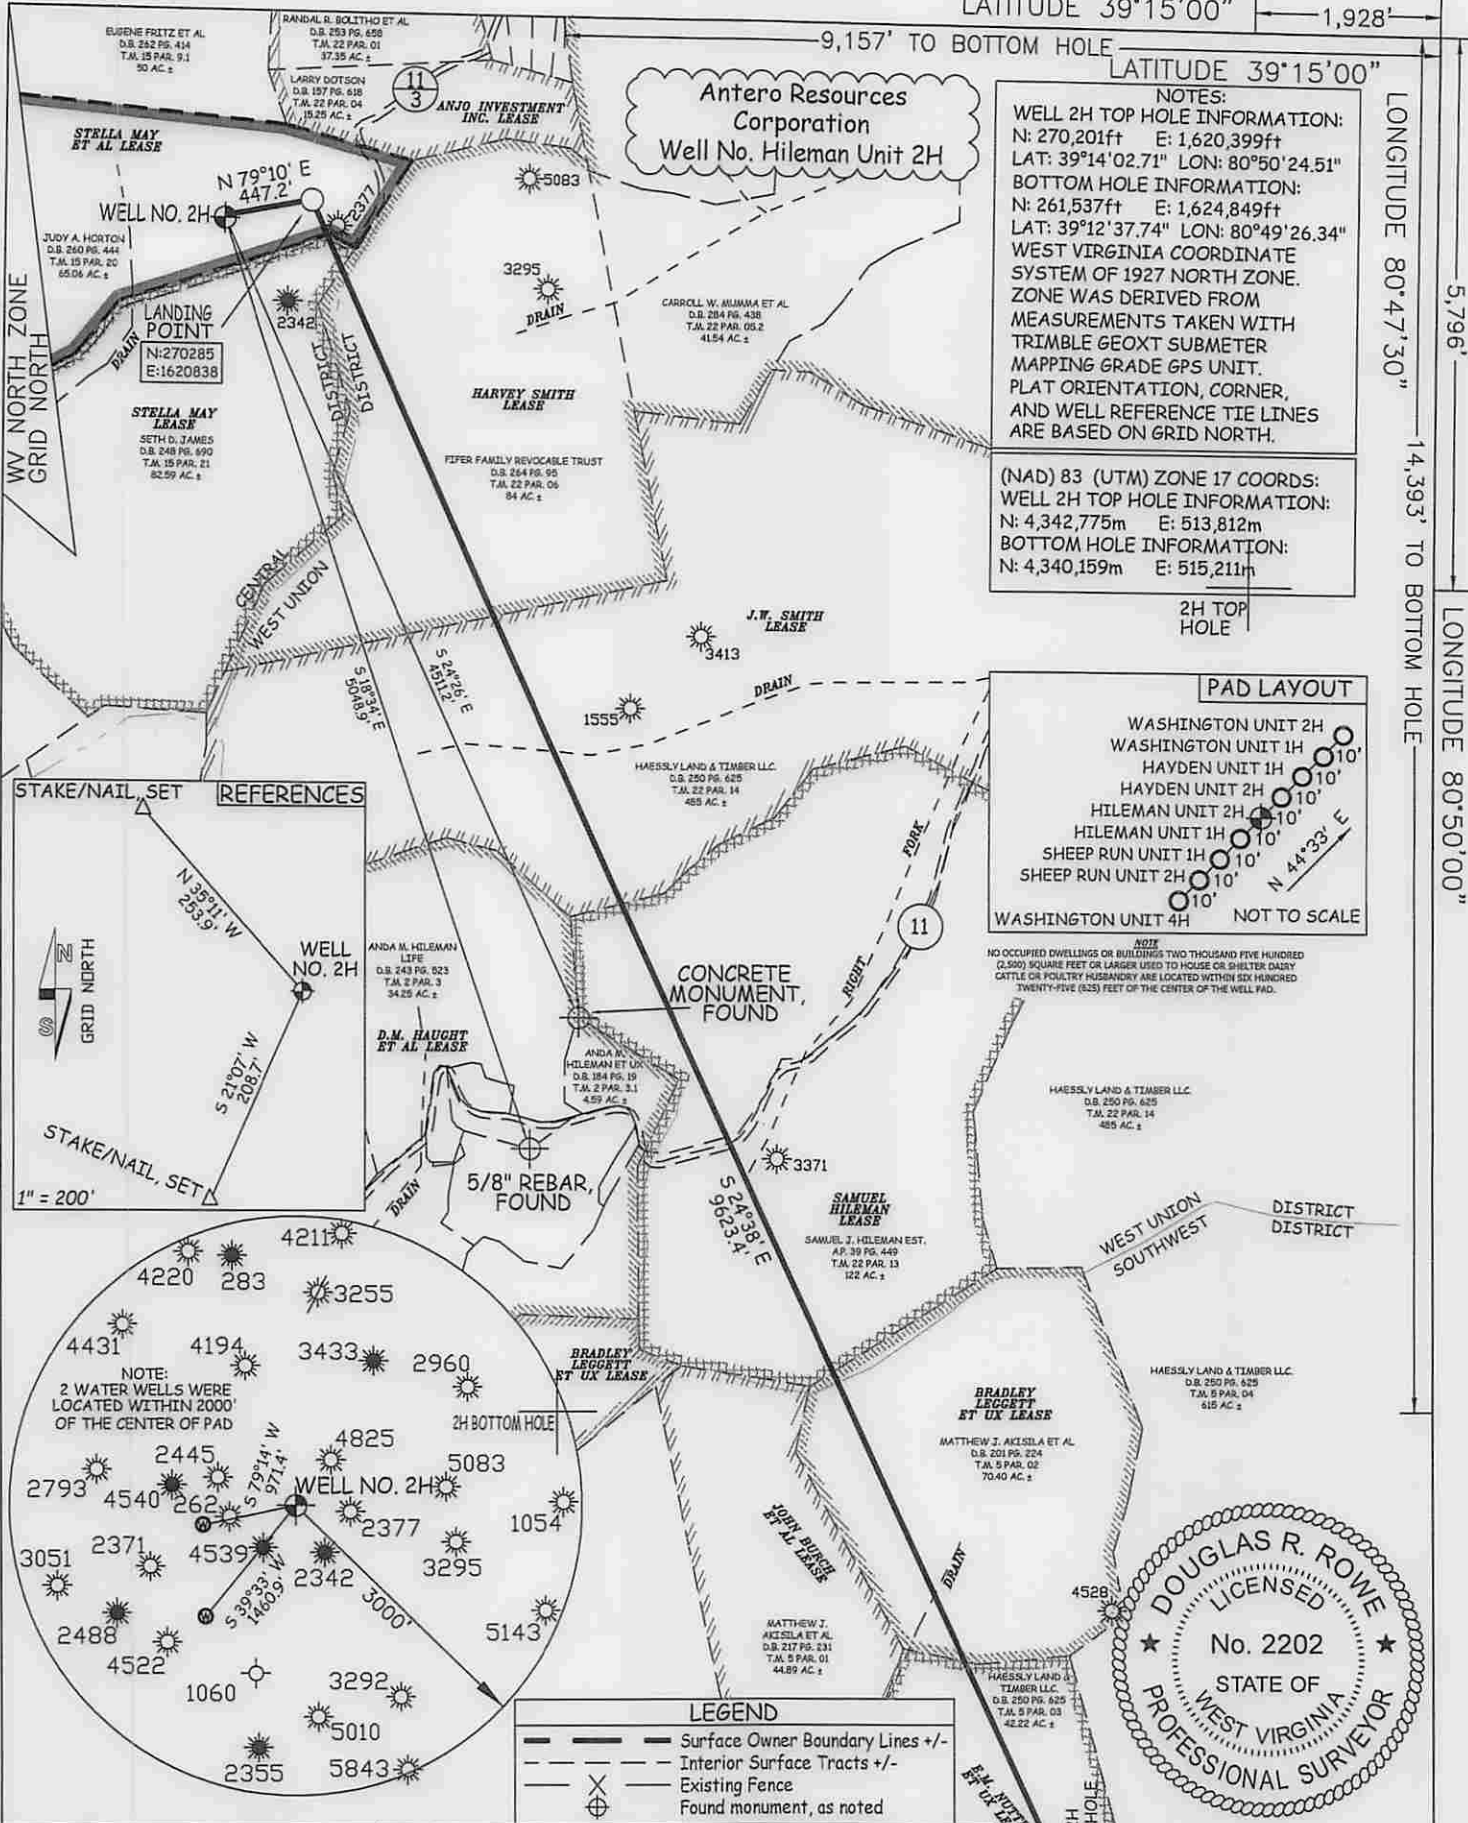 LATITUDE 39°15'00"
1,928'
9,157' TO BOTTOM HOLE
LATITUDE 39°15'00"
EUGENE FRITZ ET AL
D.B. 262 PG. 414
T.M. 15 PAR. 9.1
50 AC.±
RANDAL R. BOLITHO ET AL
D.B. 253 PG. 658
T.M. 22 PAR. 01
37.35 AC.±
LARRY DOTSON
D.B. 157 PG. 618
T.M. 22 PAR. 04
15.25 AC.±
11
3
ANJO INVESTMENT
INC. LEASE
Antero Resources
Corporation
Well No. Hileman Unit 2H
NOTES:
WELL 2H TOP HOLE INFORMATION:
N: 270,201ft E: 1,620,399ft
LAT: 39°14'02.71" LON: 80°50'24.51"
BOTTOM HOLE INFORMATION:
N: 261,537ft E: 1,624,849ft
LAT: 39°12'37.74" LON: 80°49'26.34"
WEST VIRGINIA COORDINATE
SYSTEM OF 1927 NORTH ZONE.
ZONE WAS DERIVED FROM
MEASUREMENTS TAKEN WITH
TRIMBLE GEOXT SUBMETER
MAPPING GRADE GPS UNIT.
PLAT ORIENTATION, CORNER,
AND WELL REFERENCE TIE LINES
ARE BASED ON GRID NORTH.
(NAD) 83 (UTM) ZONE 17 COORDS:
WELL 2H TOP HOLE INFORMATION:
N: 4,342,775m E: 513,812m
BOTTOM HOLE INFORMATION:
N: 4,340,159m E: 515,211m
2H TOP
HOLE
LONGITUDE 80°47'30"
14,393' TO BOTTOM HOLE
5,796'
LONGITUDE 80°50'00"
STELLA MAY
ET AL LEASE
N 79°10' E
447.2'
WELL NO. 2H
2377
5083
JUDY A. HORTON
D.B. 260 PG. 444
T.M. 15 PAR. 20
65.06 AC.±
WV NORTH ZONE
GRID NORTH
DRAIN
LANDING
POINT
N:270285
E:1620838
2342
DISTRICT
DISTRICT
3295
DRAIN
CARROLL W. MUMMA ET AL
D.B. 284 PG. 438
T.M. 22 PAR. 05.2
41.54 AC.±
STELLA MAY
LEASE
SETH D. JAMES
D.B. 248 PG. 690
T.M. 15 PAR. 21
82.59 AC.±
HARVEY SMITH
LEASE
FIFER FAMILY REVOCABLE TRUST
D.B. 264 PG. 95
T.M. 22 PAR. 06
84 AC.±
CENTRAL
WEST UNION
J.W. SMITH
LEASE
3413
S 18°34' E
5048.9'
S 24°26' E
4511.2'
DRAIN
1555
HAESSLY LAND & TIMBER LLC.
D.B. 250 PG. 625
T.M. 22 PAR. 14
485 AC.±
PAD LAYOUT
WASHINGTON UNIT 2H
WASHINGTON UNIT 1H
10'
HAYDEN UNIT 1H
10'
HAYDEN UNIT 2H
10'
HILEMAN UNIT 2H
10'
HILEMAN UNIT 1H
10'
SHEEP RUN UNIT 1H
10'
SHEEP RUN UNIT 2H
10'
WASHINGTON UNIT 4H
10'
N 44°33' E
NOT TO SCALE
NOTE
NO OCCUPIED DWELLINGS OR BUILDINGS TWO THOUSAND FIVE HUNDRED
(2,500) SQUARE FEET OR LARGER USED TO HOUSE OR SHELTER DAIRY
CATTLE OR POULTRY HUSBANDRY ARE LOCATED WITHIN SIX HUNDRED
TWENTY-FIVE (625) FEET OF THE CENTER OF THE WELL PAD.
STAKE/NAIL, SET
REFERENCES
N 35°11' W
253.9'
WELL
NO. 2H
N
S
GRID NORTH
S 21°07' W
208.7'
STAKE/NAIL, SET
1" = 200'
ANDA M. HILEMAN
LIFE
D.B. 243 PG. 523
T.M. 2 PAR. 3
34.25 AC.±
D.M. HAUGHT
ET AL LEASE
RIGHT
FORK
11
CONCRETE
MONUMENT,
FOUND
ANDA M.
HILEMAN ET UX
D.B. 184 PG. 19
T.M. 2 PAR. 3.1
4.59 AC.±
5/8" REBAR,
FOUND
DRAIN
3371
S 24°38' E
9623.4'
SAMUEL
HILEMAN
LEASE
SAMUEL J. HILEMAN EST.
AP. 39 PG. 449
T.M. 22 PAR. 13
122 AC.±
HAESSLY LAND & TIMBER LLC.
D.B. 250 PG. 625
T.M. 22 PAR. 14
485 AC.±
WEST UNION
SOUTHWEST
DISTRICT
DISTRICT
4211
4220
283
3255
4431
4194
3433
2960
NOTE:
2 WATER WELLS WERE
LOCATED WITHIN 2000'
OF THE CENTER OF PAD
4825
2445
5083
2793
4540
262
S 79°14' W
971.4'
WELL NO. 2H
2377
1054
3051
2371
4539
2342
3295
W
W
S 39°33' W
1460.9'
3000'
2488
4522
5143
1060
3292
5010
2355
5843
BRADLEY
LEGGETT
ET UX LEASE
2H BOTTOM HOLE
BRADLEY
LEGGETT
ET UX LEASE
MATTHEW J. AKISILA ET AL
D.B. 201 PG. 224
T.M. 5 PAR. 02
70.40 AC.±
HAESSLY LAND & TIMBER LLC.
D.B. 250 PG. 625
T.M. 5 PAR. 04
615 AC.±
JOHN BURCH
ET AL LEASE
DRAIN
4528
MATTHEW J.
AKISILA ET AL
D.B. 217 PG. 231
T.M. 5 PAR. 01
44.89 AC.±
HAESSLY LAND &
TIMBER LLC.
D.B. 250 PG. 625
T.M. 5 PAR. 03
42.22 AC.±
E.M. NUTT
ET UX LE
HOLE
DOUGLAS R. ROWE
LICENSED
No. 2202
STATE OF
WEST VIRGINIA
PROFESSIONAL SURVEYOR
LEGEND
Surface Owner Boundary Lines +/-
Interior Surface Tracts +/-
X Existing Fence
Found monument, as noted